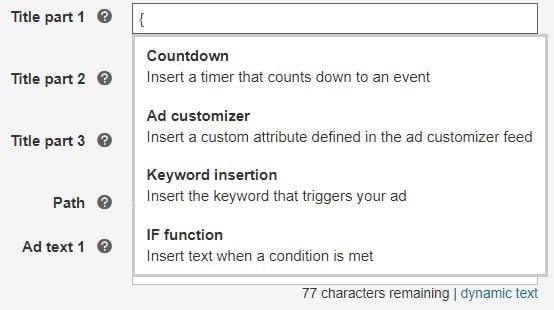 Title part 1 ? {
Countdown
Insert a timer that counts down to an event
Title part 2 ?
Ad customizer
Insert a custom attribute defined in the ad customizer feed
Title part 3 ?
Keyword insertion
Insert the keyword that triggers your ad
Path ?
IF function
Ad text 1 ?
Insert text when a condition is met
77 characters remaining | dynamic text